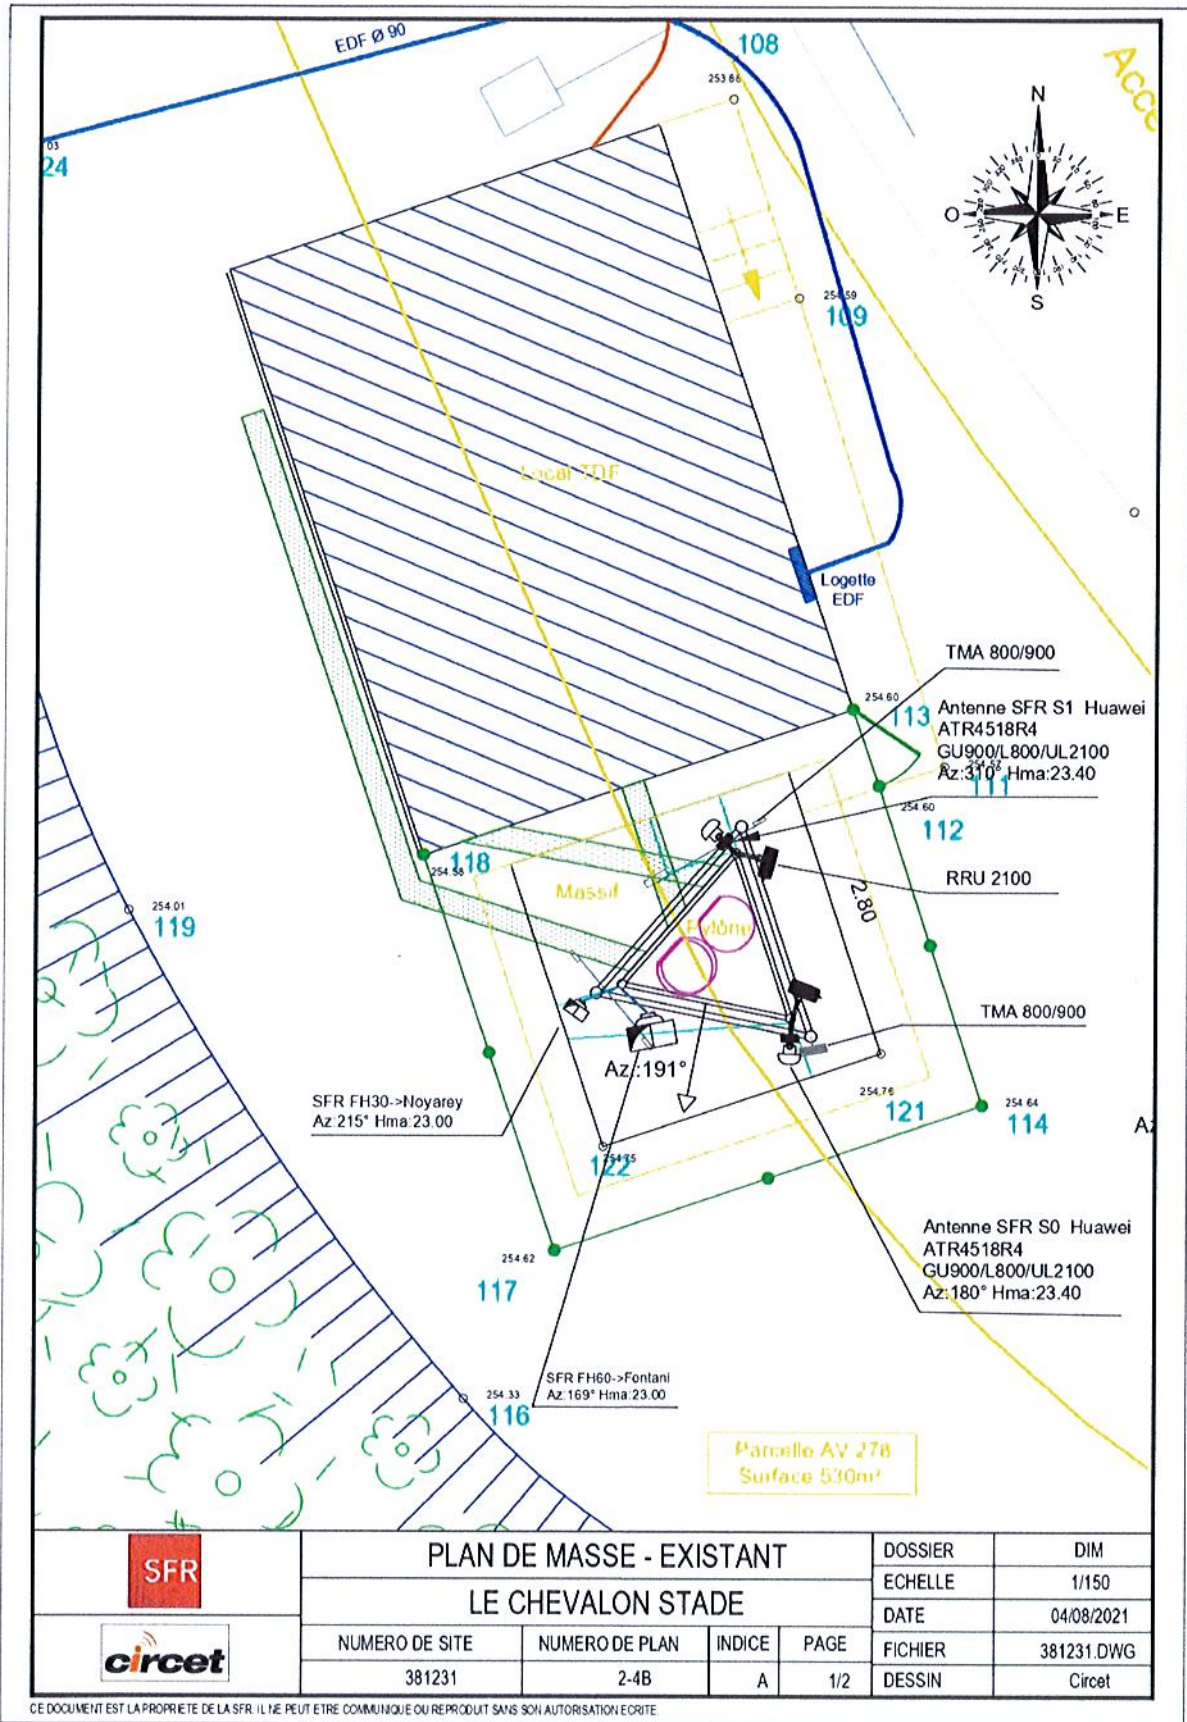 EDF Ø 90
108
253.86
Acce
03
24
N
O
E
S
254.59
109
Local TDF
Logette
EDF
TMA 800/900
254.60
113
Antenne SFR S1 Huawei
ATR4518R4
GU900/L800/UL2100
Az:310° Hma:23.40
111
254.60
112
118
254.58
Massif
2.80
RRU 2100
254.01
119
Pylône
TMA 800/900
Az.:191°
SFR FH30->Noyarey
Az:215° Hma:23.00
254.76
121
254.64
114
Az
254.75
122
Antenne SFR S0 Huawei
ATR4518R4
GU900/L800/UL2100
Az:180° Hma:23.40
254.62
117
SFR FH60->Fontani
Az:169° Hma:23.00
254.33
116
Parcelle AV 278
Surface 530m²
SFR
circet
PLAN DE MASSE - EXISTANT
LE CHEVALON STADE
NUMERO DE SITE
NUMERO DE PLAN
INDICE
PAGE
381231
2-4B
A
1/2
DOSSIER
DIM
ECHELLE
1/150
DATE
04/08/2021
FICHIER
381231.DWG
DESSIN
Circet
CE DOCUMENT EST LA PROPRIETE DE LA SFR. IL NE PEUT ETRE COMMUNIQUE OU REPRODUIT SANS SON AUTORISATION ECRITE.